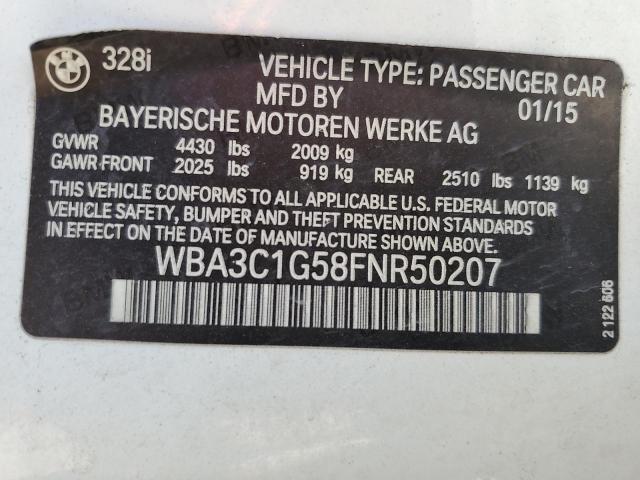 BMW 328i VEHICLE TYPE: PASSENGER CAR
MFD BY 01/15
BAYERISCHE MOTOREN WERKE AG
GVWR 4430 lbs 2009 kg
GAWR-FRONT 2025 lbs 919 kg REAR 2510 lbs 1139 kg
THIS VEHICLE CONFORMS TO ALL APPLICABLE U.S. FEDERAL MOTOR
VEHICLE SAFETY, BUMPER AND THEFT PREVENTION STANDARDS
IN EFFECT ON THE DATE OF MANUFACTURE SHOWN ABOVE.
WBA3C1G58FNR50207
2 122 606